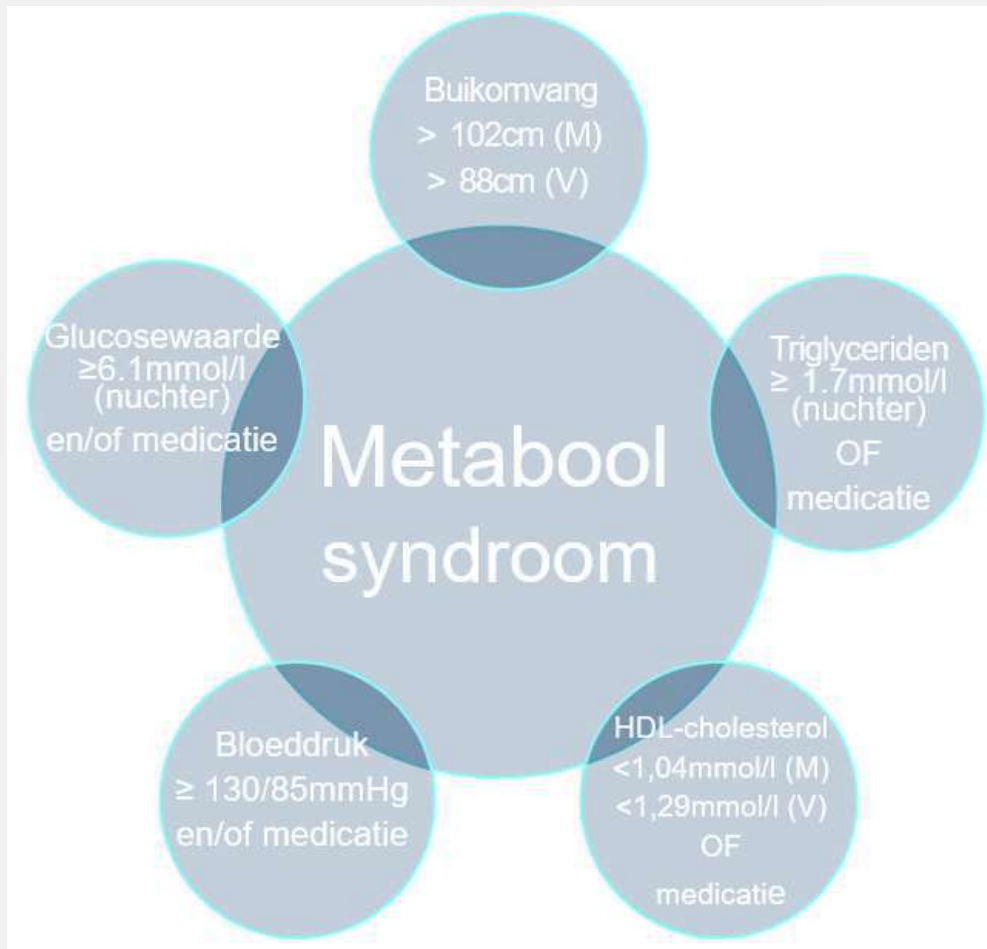 Buikomvang
> 102cm (M)
> 88cm (V)
Glucosewaarde
≥6.1mmol/l
(nuchter)
en/of medicatie
Triglyceriden
≥ 1.7mmol/l
(nuchter)
OF
medicatie
Metabool
syndroom
Bloeddruk
≥ 130/85mmHg
en/of medicatie
HDL-cholesterol
<1,04mmol/l (M)
<1,29mmol/l (V)
OF
medicatie